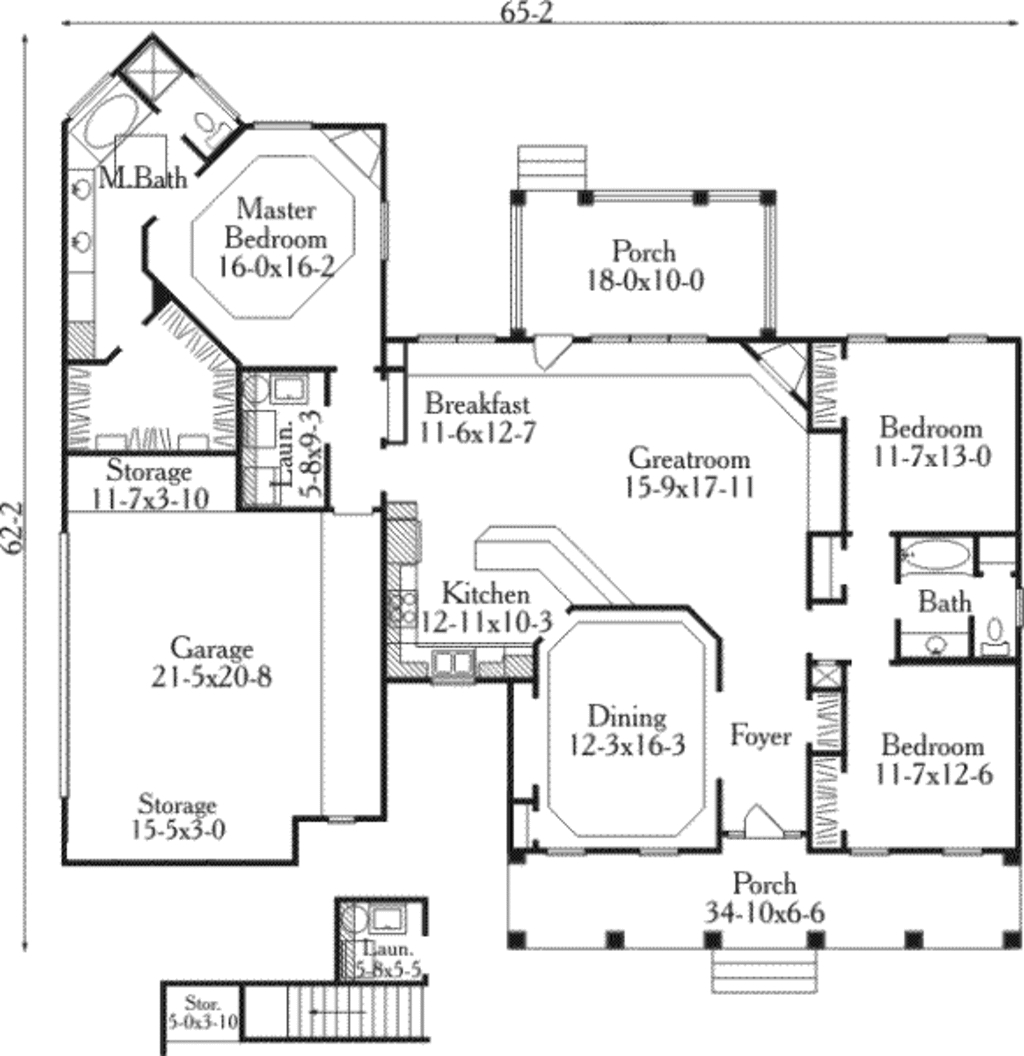 65-2
62-2
M.Bath
Master
Bedroom
16-0x16-2
Porch
18-0x10-0
Breakfast
11-6x12-7
Greatroom
15-9x17-11
Bedroom
11-7x13-0
Laun.
5-8x9-3
Storage
11-7x3-10
Kitchen
12-11x10-3
Bath
Garage
21-5x20-8
Dining
12-3x16-3
Foyer
Bedroom
11-7x12-6
Storage
15-5x3-0
Porch
34-10x6-6
Laun.
5-8x5-5
Stor.
5-0x3-10